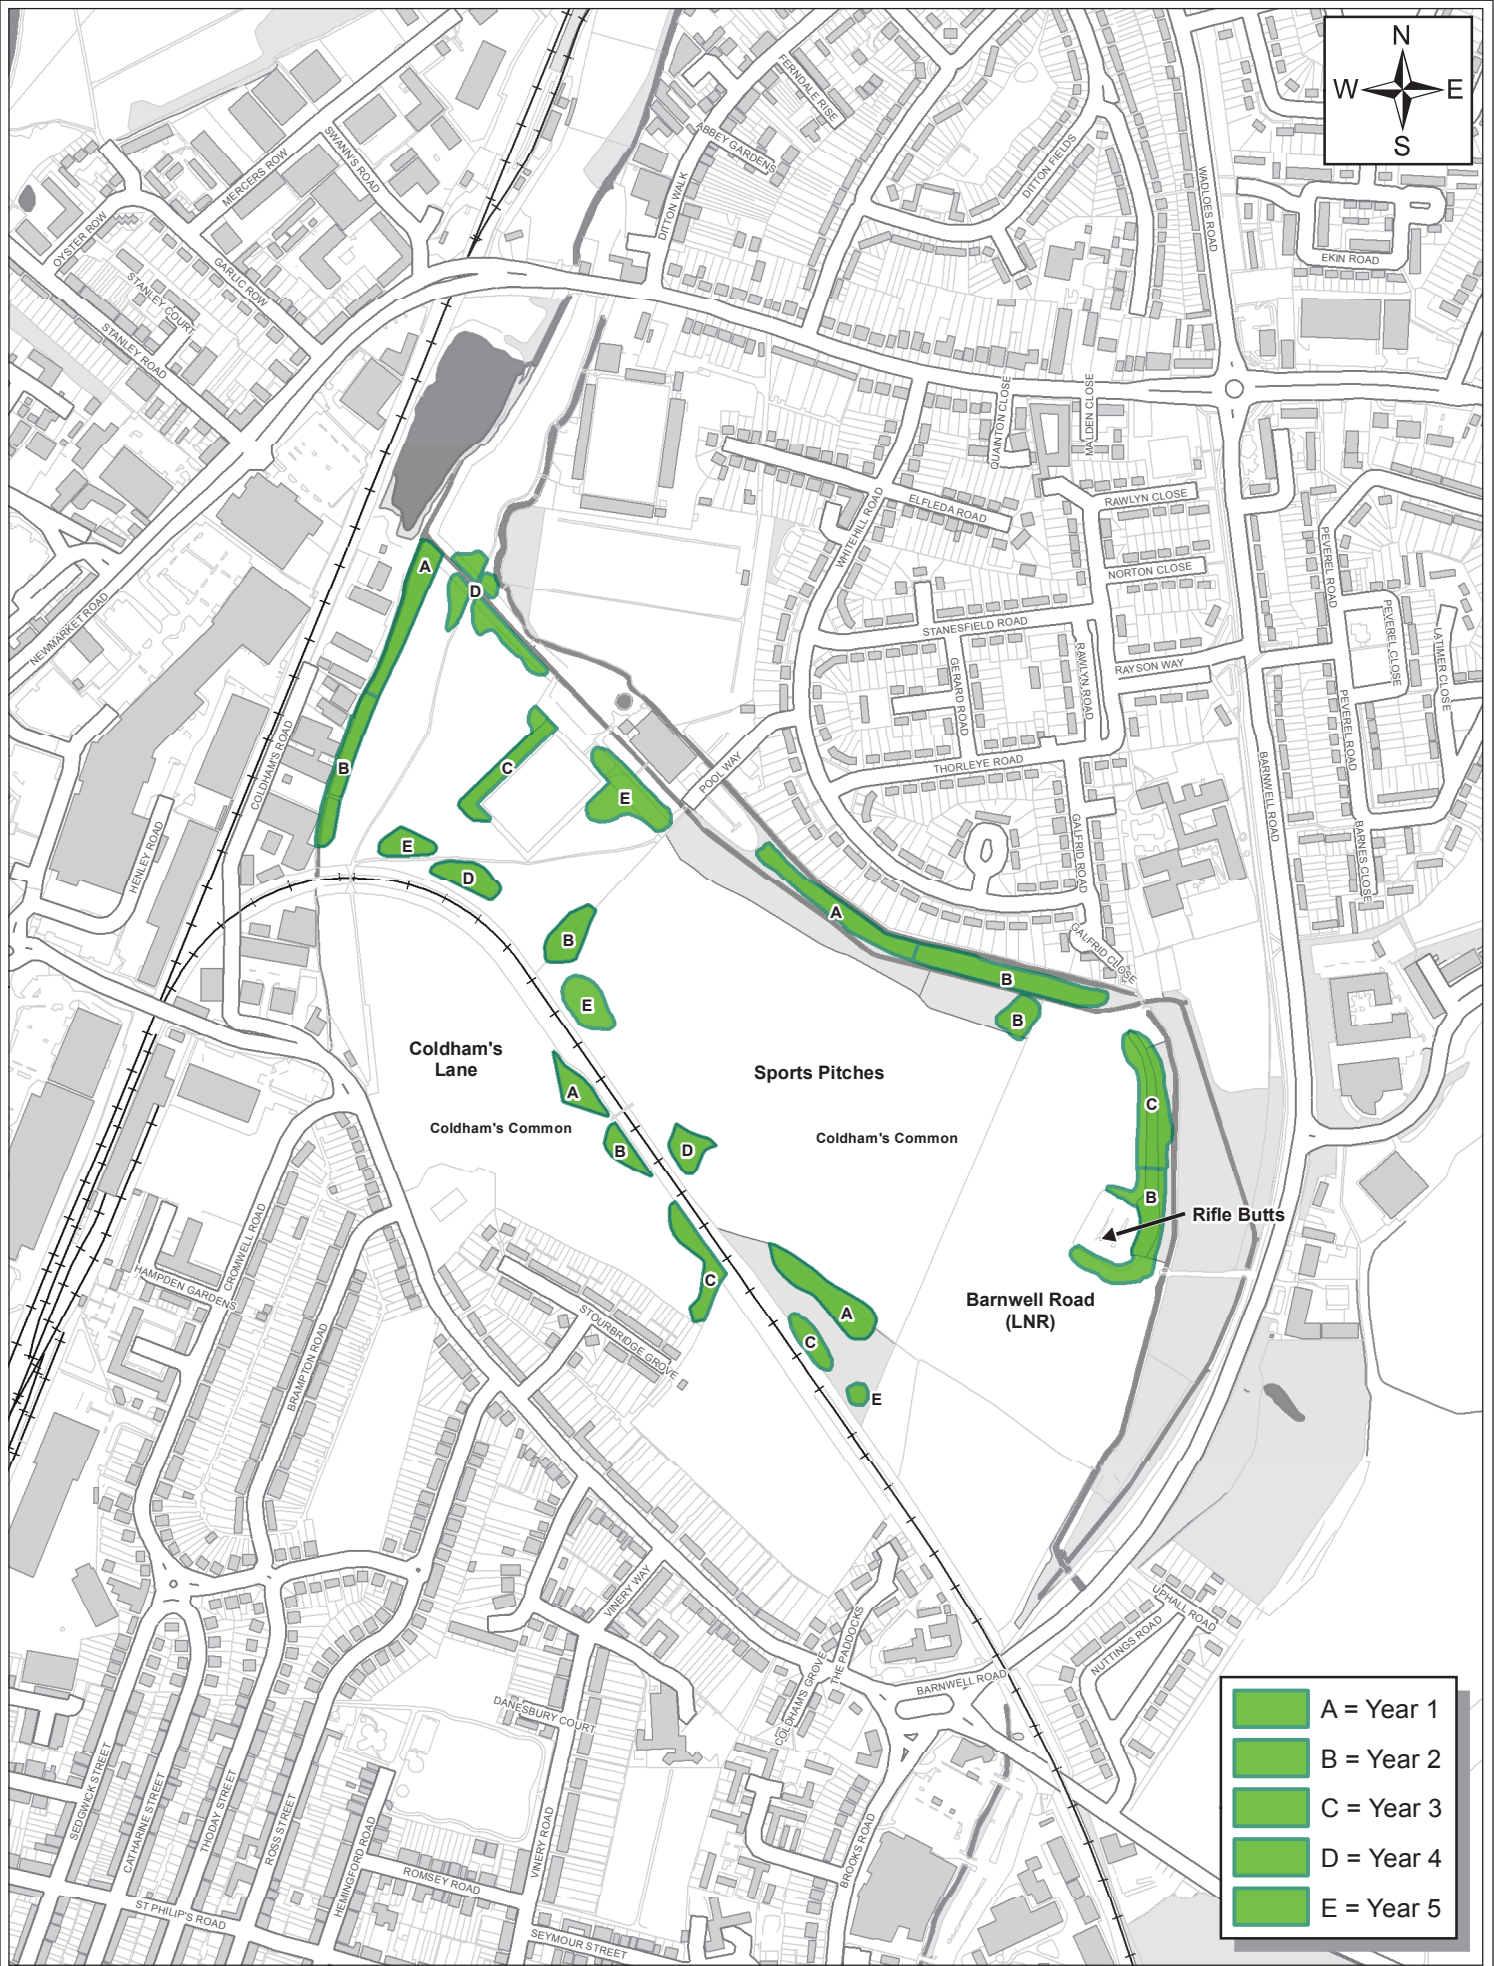 N
W E
S
FERNDALE RISE
ABBEY GARDENS
DITTON FIELDS
DITTON WALK
WADLOES ROAD
EKIN ROAD
SWANN'S ROAD
MERCERS ROW
OYSTER ROW
GARLIC ROW
STANLEY COURT
STANLEY ROAD
QUAINTON CLOSE
MALDEN CLOSE
RAWLYN CLOSE
ELFLEDA ROAD
WHITEHILL ROAD
NORTON CLOSE
PEVEREL ROAD
PEVEREL CLOSE
LATIMER CLOSE
NEWMARKET ROAD
STANESFIELD ROAD
RAYSON WAY
GERARD ROAD
RAWLYN ROAD
PEVEREL ROAD
A
D
COLDHAM'S ROAD
B
C
E
POOL WAY
THORLEYE ROAD
BARNWELL ROAD
GALFRID ROAD
BARNES CLOSE
HENLEY ROAD
E
D
A
B
GALFRID CLOSE
B
E
B
Coldham's
Lane
A
Sports Pitches
C
Coldham's Common
Coldham's Common
B
D
B
Rifle Butts
CROMWELL ROAD
HAMPDEN GARDENS
C
STOURBRIDGE GROVE
A
Barnwell Road
(LNR)
C
E
BRAMPTON ROAD
VINERY WAY
THE PADDOCKS
UPHALL ROAD
NUTTINGS ROAD
BARNWELL ROAD
COLDHAM'S GROVE
DANESBURY COURT
SEDGWICK STREET
CATHARINE STREET
THODAY STREET
ROSS STREET
HEMINGFORD ROAD
VINERY ROAD
BROOKS ROAD
ROMSEY ROAD
ST PHILIP'S ROAD
SEYMOUR STREET
A = Year 1
B = Year 2
C = Year 3
D = Year 4
E = Year 5